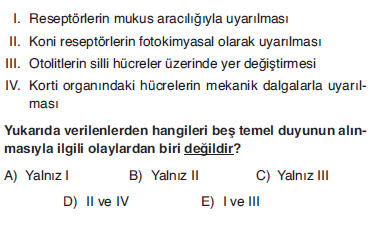 I. Reseptörlerin mukus aracılığıyla uyarılması
II. Koni reseptörlerin fotokimyasal olarak uyarılması
III. Otolitlerin silli hücreler üzerinde yer değiştirmesi
IV. Korti organındaki hücrelerin mekanik dalgalarla uyarıl-
ması
Yukarıda verilenlerden hangileri beş temel duyunun alın-
masıyla ilgili olaylardan biri değildir?
A) Yalnız I B) Yalnız II C) Yalnız III
D) II ve IV E) I ve III